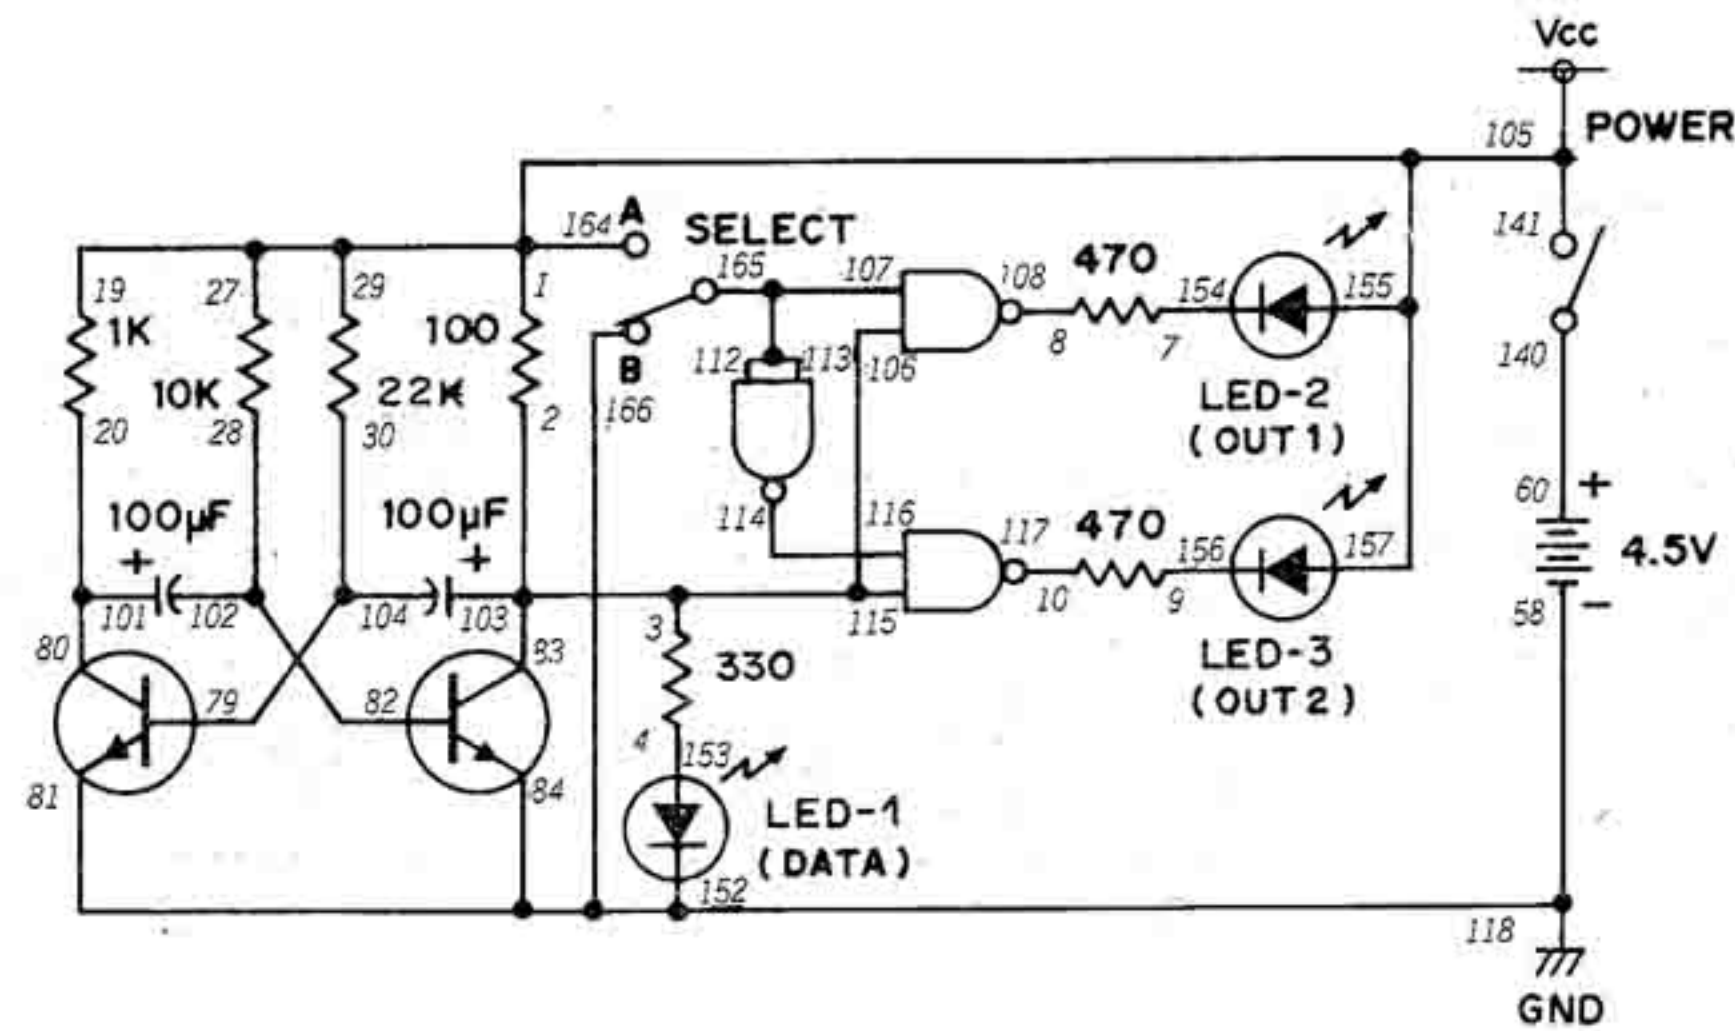 Vcc
105 POWER
164 A SELECT
141
165 107 108 470 154 155
19 27 29 1
1K 100
112 113 106 8 7
140
10K 22K B
20 28 30 2 166
LED-2
(OUT 1)
60 +
100µF 100µF
114 116 117 470 156 157
4.5V
+ +
101 102 104 103 115 10 9
58 −
80 83 3
330
79 82
LED-3
(OUT 2)
4 153
81 84
LED-1
(DATA)
152
118
GND